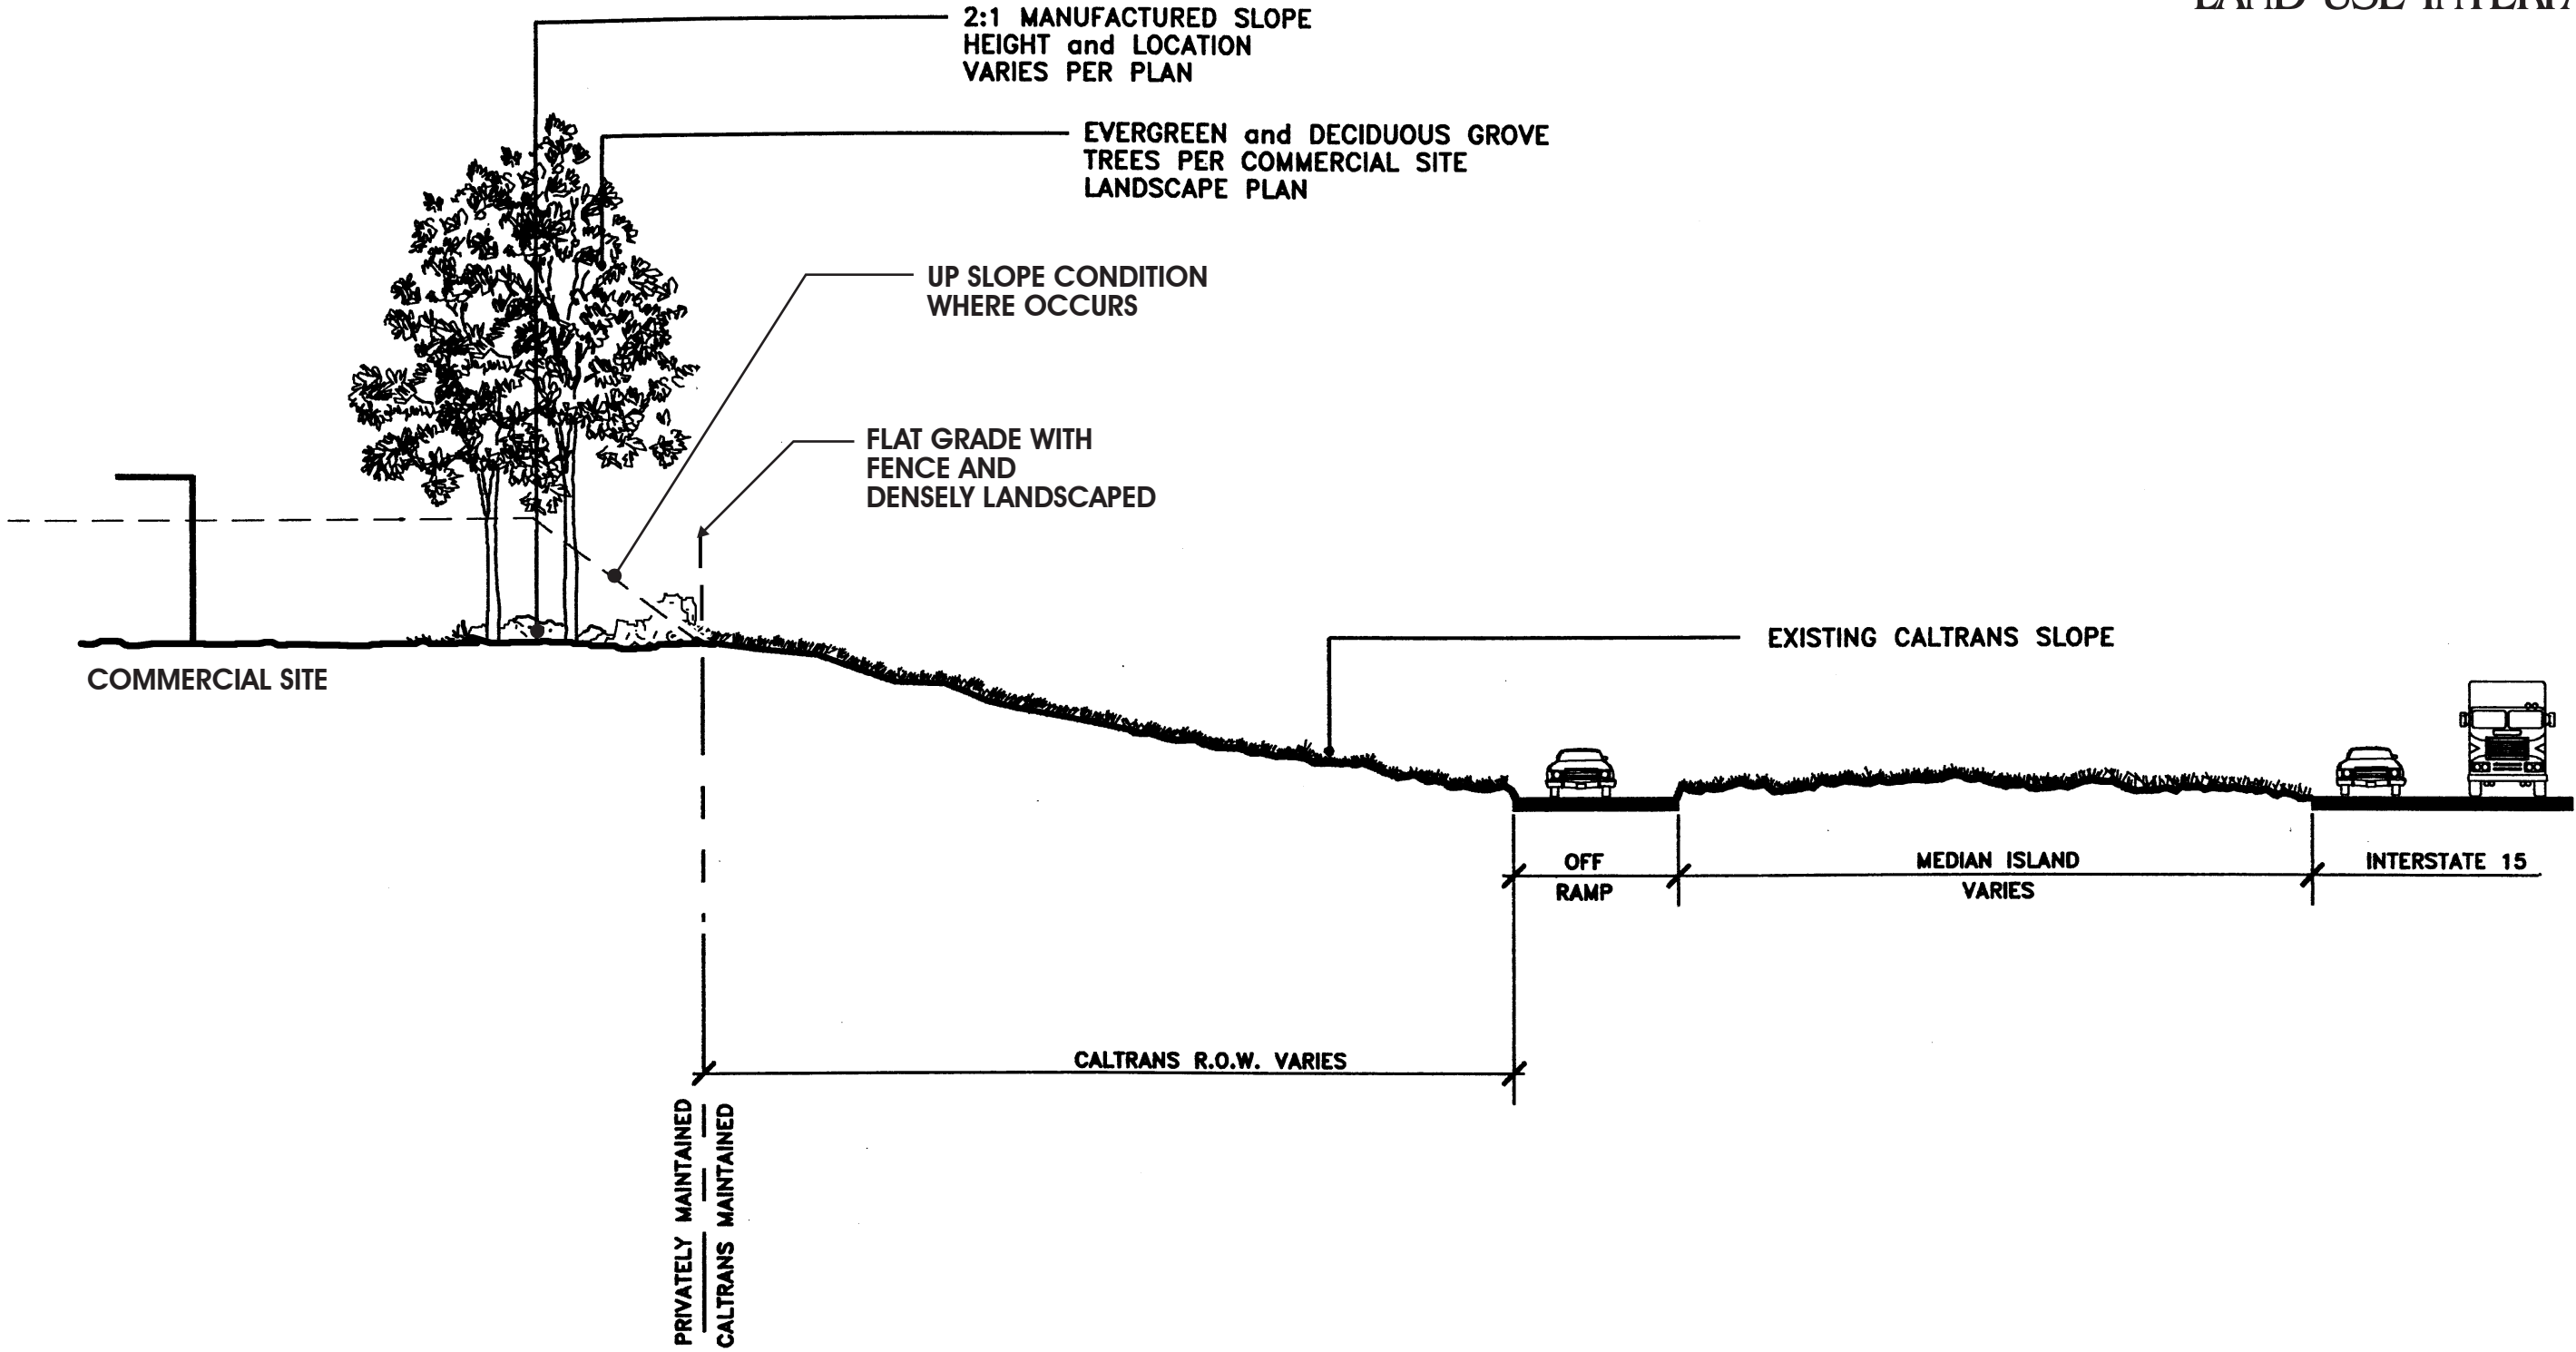 LAND USE
2:1 MANUFACTURED SLOPE
HEIGHT and LOCATION
VARIES PER PLAN
EVERGREEN and DECIDUOUS GROVE
TREES PER COMMERCIAL SITE
LANDSCAPE PLAN
UP SLOPE CONDITION
WHERE OCCURS
FLAT GRADE WITH
FENCE AND
DENSELY LANDSCAPED
EXISTING CALTRANS SLOPE
COMMERCIAL SITE
OFF
RAMP
MEDIAN ISLAND
VARIES
INTERSTATE 15
CALTRANS R.O.W. VARIES
PRIVATELY MAINTAINED
CALTRANS MAINTAINED